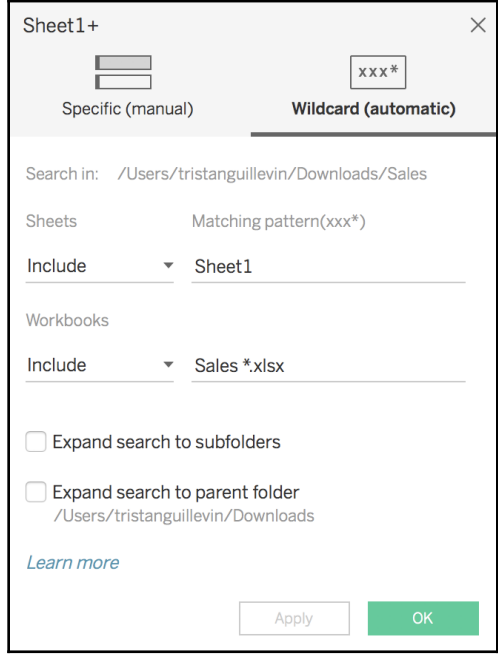 Sheet1+
xxx*
Specific (manual)
Wildcard (automatic)
Search in: /Users/tristanguillevin/Downloads/Sales
Sheets
Matching pattern(xxx*)
Include
Sheet1
Workbooks
Include
Sales *.xlsx
Expand search to subfolders
Expand search to parent folder
/Users/tristanguillevin/Downloads
Learn more
Apply
OK